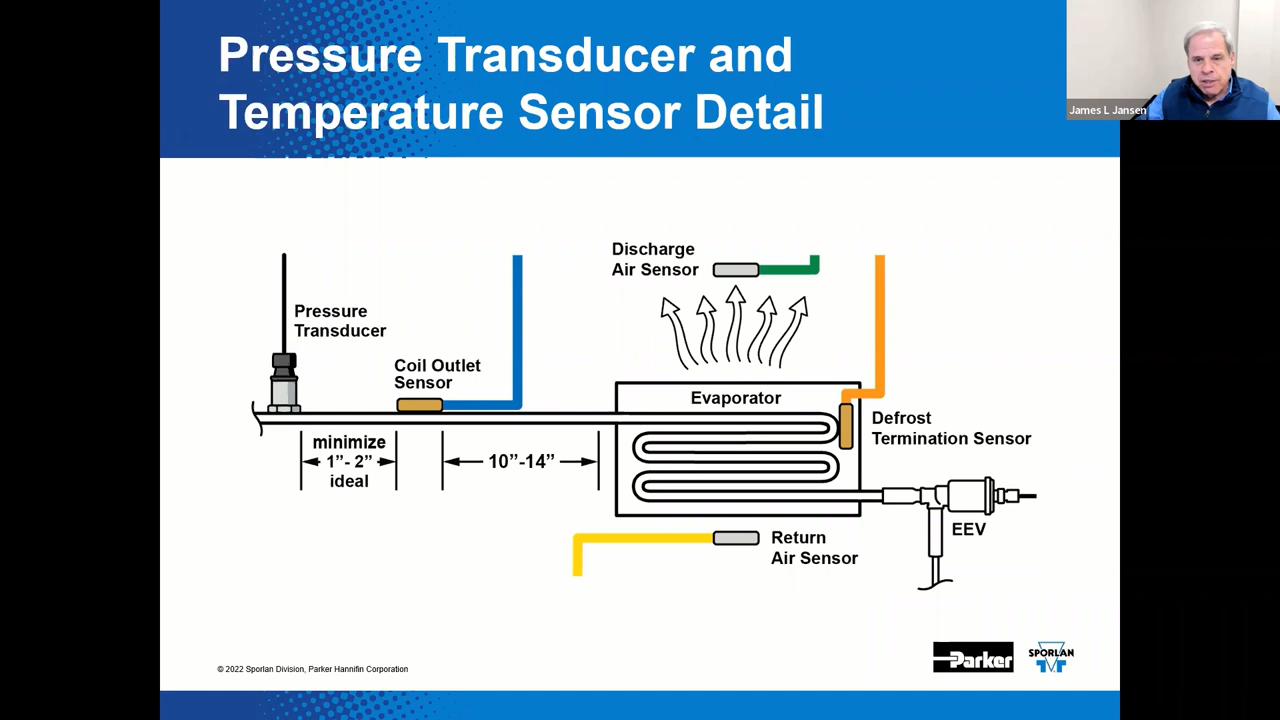 Pressure Transducer and
Temperature Sensor Detail
James L Jansen
Discharge
Air Sensor
Pressure
Transducer
Coil Outlet
Sensor
Evaporator
Defrost
Termination Sensor
minimize
1”- 2”
ideal
10”-14”
EEV
Return
Air Sensor
© 2022 Sporlan Division, Parker Hannifin Corporation
Parker
SPORLAN